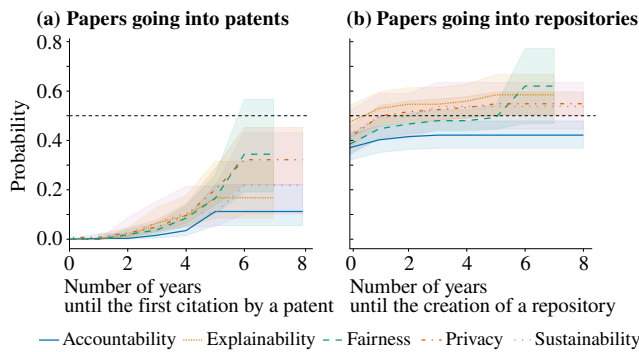 (a) Papers going into patents
(b) Papers going into repositories
Probability
0.8
0.6
0.4
0.2
0.0
0 2 4 6 8
0 2 4 6 8
Number of years
until the first citation by a patent
Number of years
until the creation of a repository
Accountability Explainability Fairness Privacy Sustainability